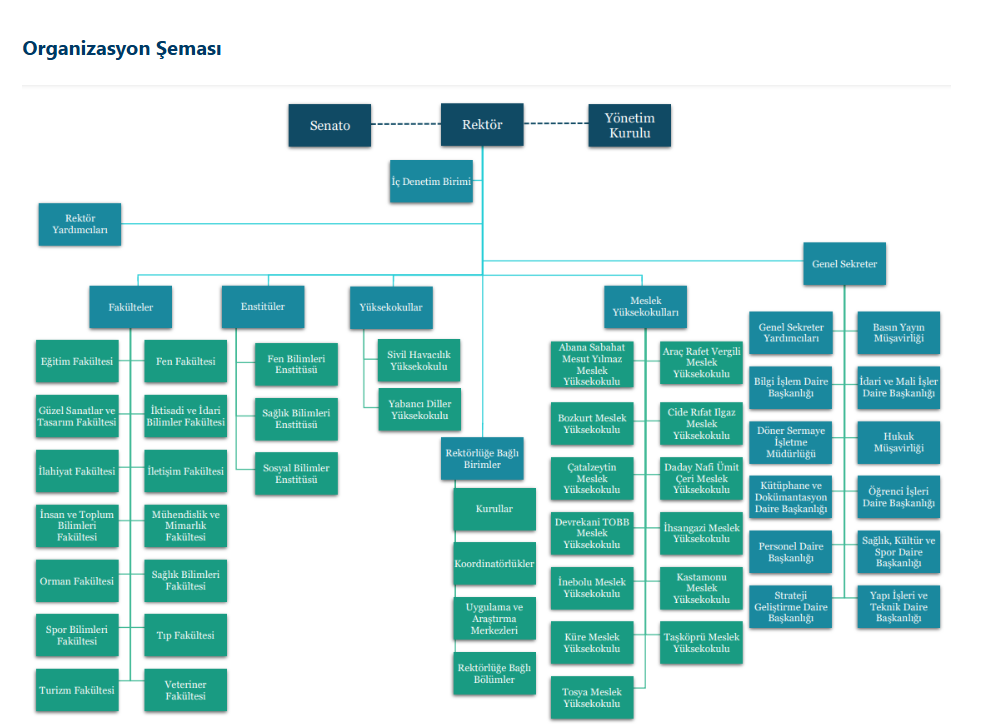 Organizasyon Şeması
Senato
Rektör
Yönetim
Kurulu
İç Denetim Birimi
Rektör
Yardımcıları
Genel Sekreter
Fakülteler
Enstitüler
Yüksekokullar
Meslek
Yüksekokulları
Eğitim Fakültesi
Fen Fakültesi
Güzel Sanatlar ve
Tasarım Fakültesi
İktisadi ve İdari
Bilimler Fakültesi
İlahiyat Fakültesi
İletişim Fakültesi
İnsan ve Toplum
Bilimleri
Fakültesi
Mühendislik ve
Mimarlık
Fakültesi
Orman Fakültesi
Sağlık Bilimleri
Fakültesi
Spor Bilimleri
Fakültesi
Tıp Fakültesi
Turizm Fakültesi
Veteriner
Fakültesi
Fen Bilimleri
Enstitüsü
Sağlık Bilimleri
Enstitüsü
Sosyal Bilimler
Enstitüsü
Sivil Havacılık
Yüksekokulu
Yabancı Diller
Yüksekokulu
Rektörlüğe Bağlı
Birimler
Kurullar
Koordinatörlükler
Uygulama ve
Araştırma
Merkezleri
Rektörlüğe Bağlı
Bölümler
Abana Sabahat
Mesut Yılmaz
Meslek
Yüksekokulu
Araç Rafet Vergili
Meslek
Yüksekokulu
Bozkurt Meslek
Yüksekokulu
Cide Rıfat Ilgaz
Meslek
Yüksekokulu
Çatalzeytin
Meslek
Yüksekokulu
Daday Nafi Ümit
Çeri Meslek
Yüksekokulu
Devrekani TOBB
Meslek
Yüksekokulu
İhsangazi Meslek
Yüksekokulu
İnebolu Meslek
Yüksekokulu
Kastamonu
Meslek
Yüksekokulu
Küre Meslek
Yüksekokulu
Taşköprü Meslek
Yüksekokulu
Tosya Meslek
Yüksekokulu
Genel Sekreter
Yardımcıları
Basın Yayın
Müşavirliği
Bilgi İşlem Daire
Başkanlığı
İdari ve Mali İşler
Daire Başkanlığı
Döner Sermaye
İşletme
Müdürlüğü
Hukuk
Müşavirliği
Kütüphane ve
Dokümantasyon
Daire Başkanlığı
Öğrenci İşleri
Daire Başkanlığı
Personel Daire
Başkanlığı
Sağlık, Kültür ve
Spor Daire
Başkanlığı
Strateji
Geliştirme Daire
Başkanlığı
Yapı İşleri ve
Teknik Daire
Başkanlığı